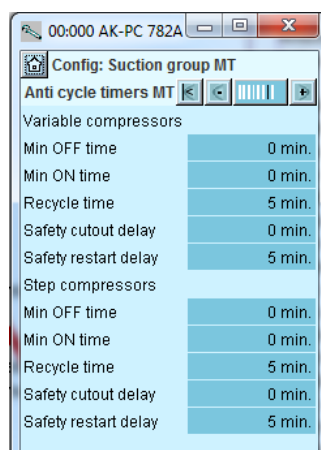 00:000 AK-PC 782A
Config: Suction group MT
Anti cycle timers MT
Variable compressors
Min OFF time 0 min.
Min ON time 0 min.
Recycle time 5 min.
Safety cutout delay 0 min.
Safety restart delay 5 min.
Step compressors
Min OFF time 0 min.
Min ON time 0 min.
Recycle time 5 min.
Safety cutout delay 0 min.
Safety restart delay 5 min.